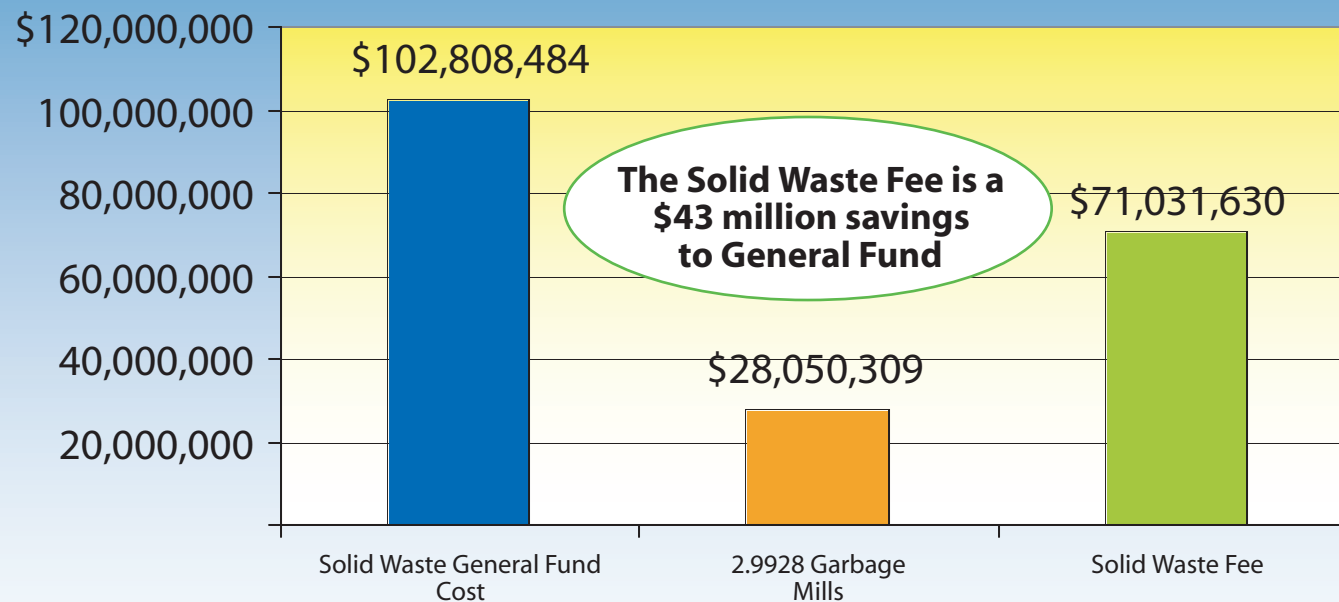 $120,000,000
100,000,000
80,000,000
60,000,000
40,000,000
20,000,000
$102,808,484
The Solid Waste Fee is a
$43 million savings
to General Fund
$71,031,630
$28,050,309
Solid Waste General Fund
Cost
2.9928 Garbage
Mills
Solid Waste Fee